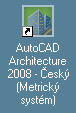 AutoCAD
Architecture
2008 - Český
(Metrický
systém)